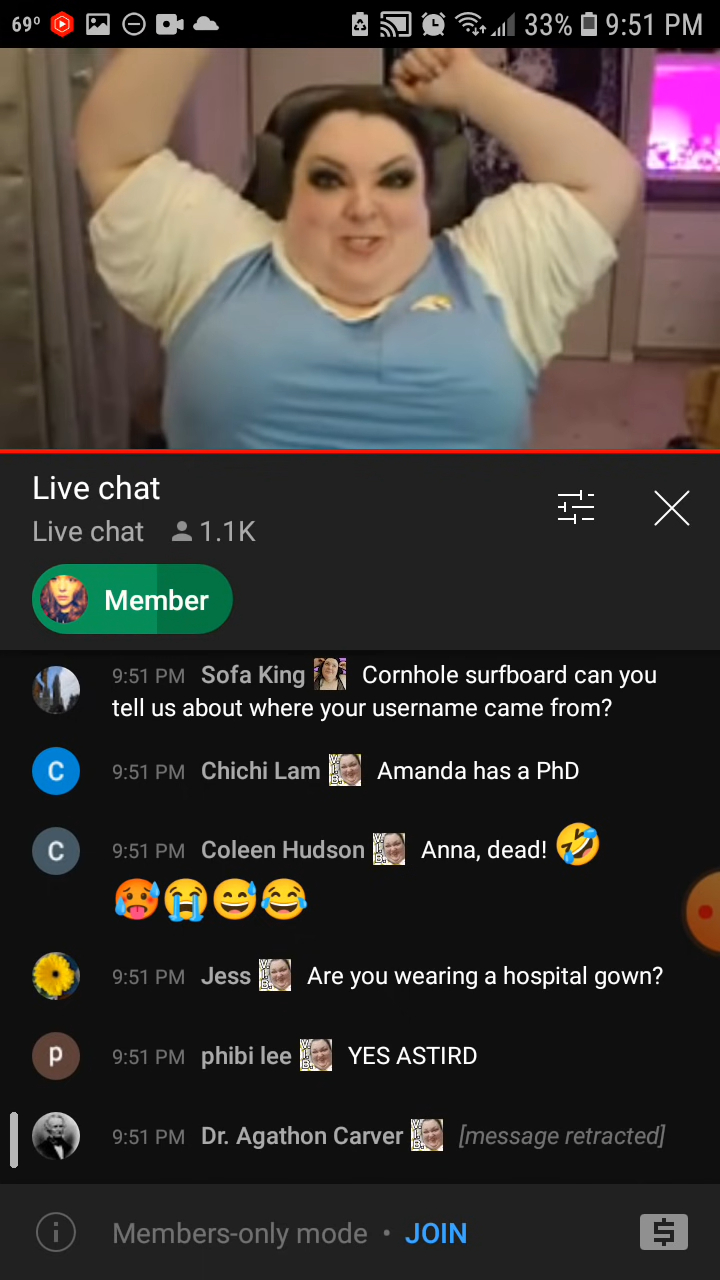 69° 33% 9:51 PM
Live chat
Live chat 1.1K
Member
9:51 PM Sofa King Cornhole surfboard can you
tell us about where your username came from?
C 9:51 PM Chichi Lam Amanda has a PhD
C 9:51 PM Coleen Hudson Anna, dead! 🤣
🥵😭😅😂
9:51 PM Jess Are you wearing a hospital gown?
p 9:51 PM phibi lee YES ASTIRD
9:51 PM Dr. Agathon Carver [message retracted]
Members-only mode • JOIN